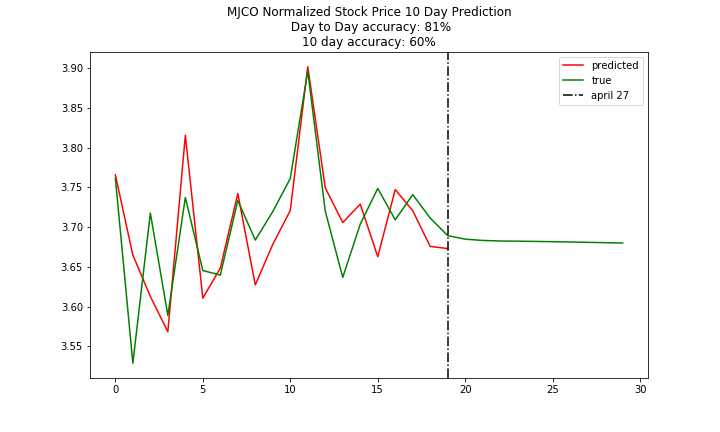 MJCO Normalized Stock Price 10 Day Prediction
Day to Day accuracy: 81%
10 day accuracy: 60%
3.90
3.85
3.80
3.75
3.70
3.65
3.60
3.55
predicted
true
april 27
0 5 10 15 20 25 30